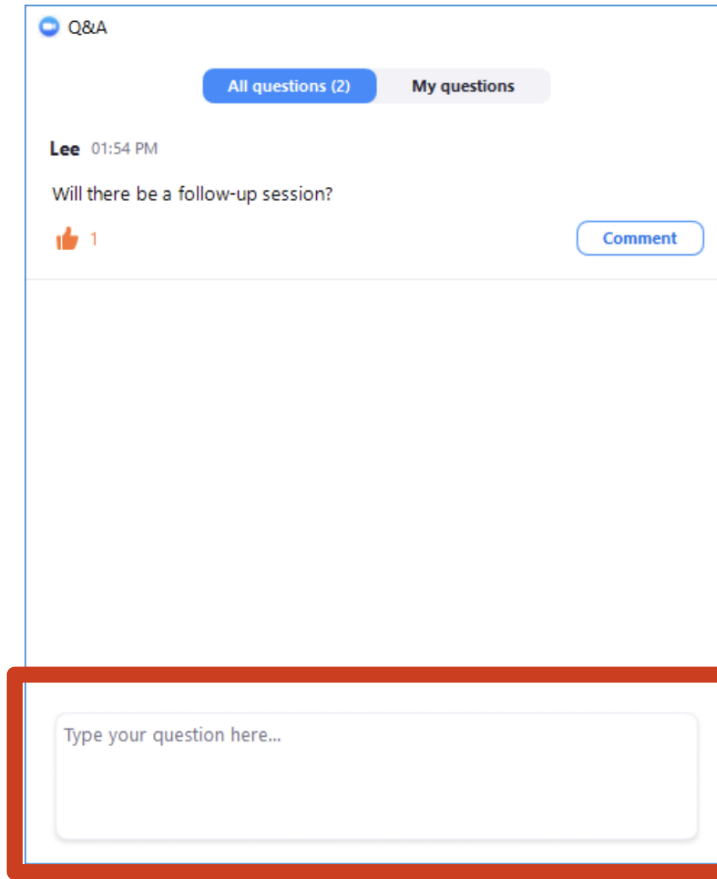 Q&A
All questions (2) My questions
Lee 01:54 PM
Will there be a follow-up session?
1 Comment
Type your question here...